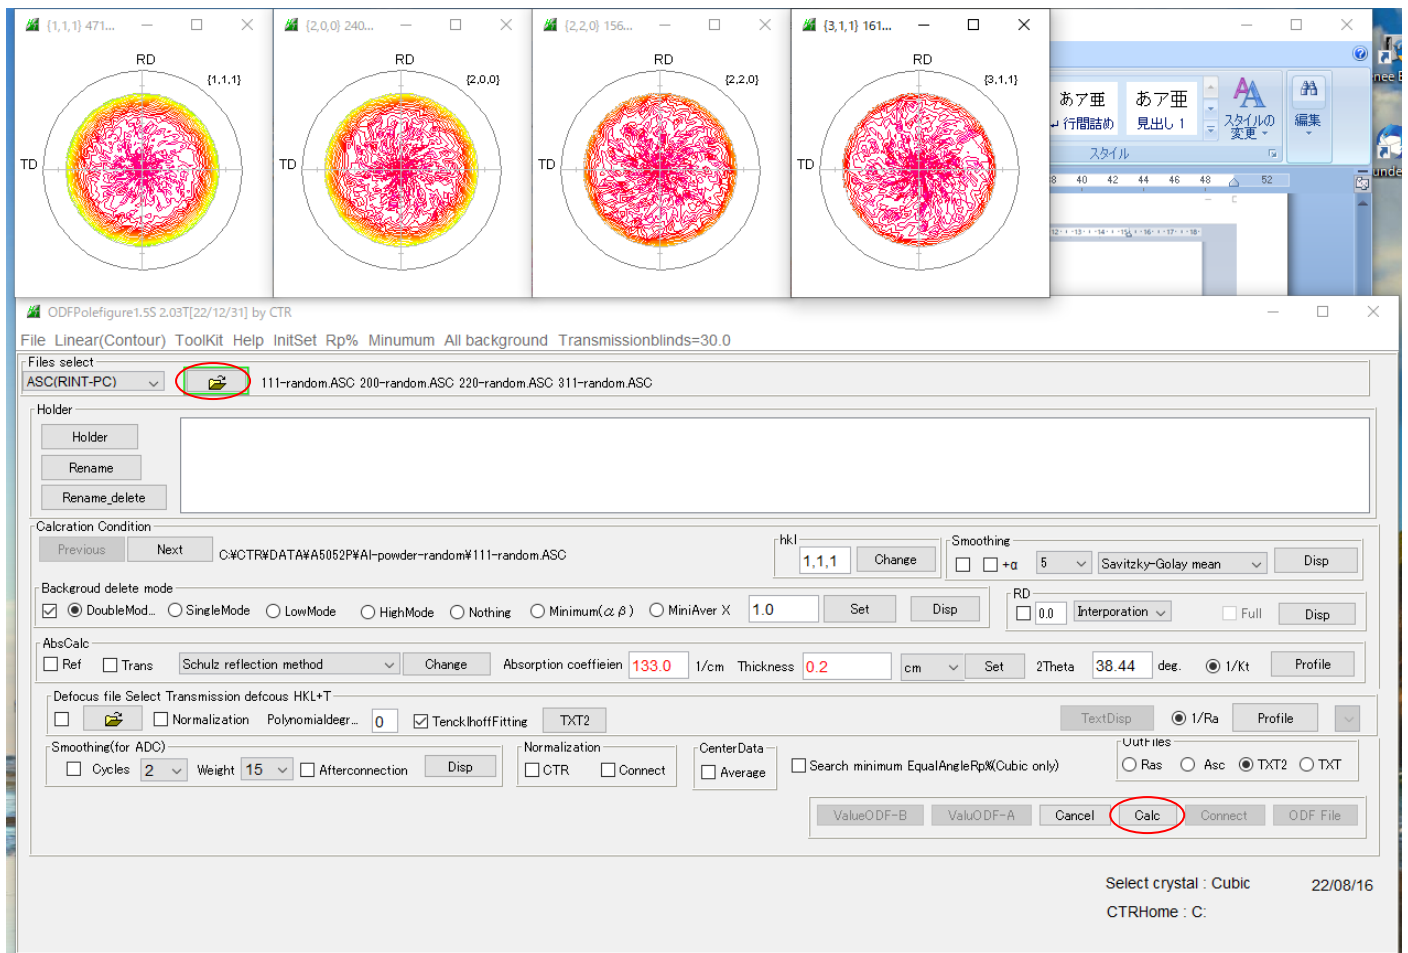 {1,1,1} 471...
{2,0,0} 240...
{2,2,0} 156...
{3,1,1} 161...
RD
{1,1,1}
TD
RD
{2,0,0}
TD
RD
{2,2,0}
TD
RD
{3,1,1}
TD
あア亜
あア亜
↵ 行間詰め
見出し 1
スタイルの
変更
編集
スタイル
40 42 44 46 48 52
ODFPolefigure1.5S 2.03T[22/12/31] by CTR
File Linear(Contour) ToolKit Help InitSet Rp% Minumum All background Transmissionblinds=30.0
Files select
ASC(RINT-PC)
111-random.ASC 200-random.ASC 220-random.ASC 311-random.ASC
Holder
Holder
Rename
Rename_delete
Calcration Condition
Previous
Next
C:¥CTR¥DATA¥A5052P¥Al-powder-random¥111-random.ASC
hkl
1,1,1
Change
Smoothing
+α
5
Savitzky-Golay mean
Disp
Backgroud delete mode
DoubleMod... SingleMode LowMode HighMode Nothing Minimum(αβ) MiniAver X
1.0
Set
Disp
RD
0.0
Interporation
Full
Disp
AbsCalc
Ref Trans
Schulz reflection method
Change
Absorption coeffieien 133.0 1/cm Thickness 0.2 cm
Set
2Theta 38.44 deg.
1/Kt
Profile
Defocus file Select Transmission defcous HKL+T
Normalization Polynomialdegr... 0
TencklhoffFitting
TXT2
TextDisp
1/Ra
Profile
Smoothing(for ADC)
Cycles 2 Weight 15 Afterconnection
Disp
Normalization
CTR Connect
CenterData
Average
Search minimum EqualAngleRp%(Cubic only)
OutFiles
Ras Asc TXT2 TXT
ValueODF-B
ValuODF-A
Cancel
Calc
Connect
ODF File
Select crystal : Cubic
22/08/16
CTRHome : C: